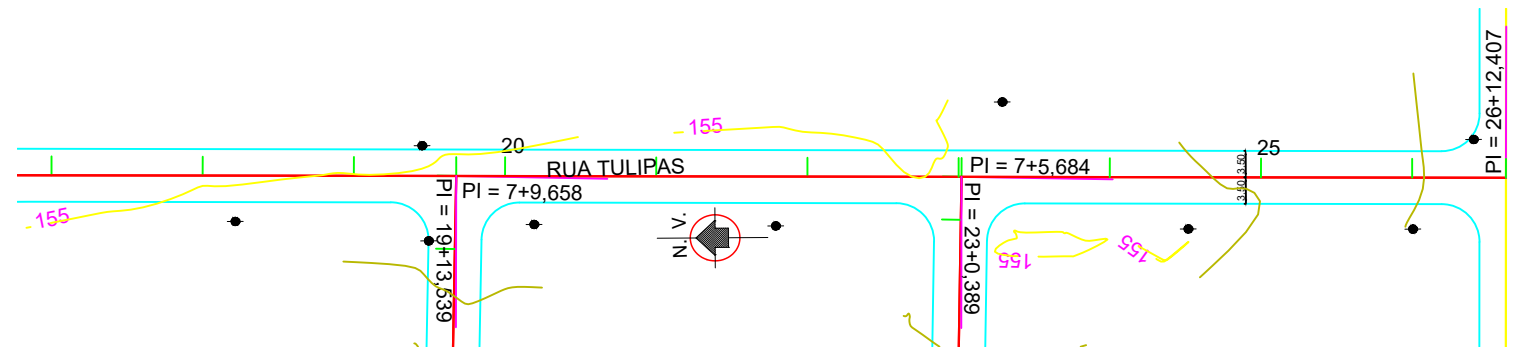 155
20
155
RUA TULIPAS
PI = 7+9,658
PI = 19+13,539
N. V.
PI = 7+5,684
PI = 23+0,389
155
155
25
3,50
3,50
PI = 26+12,407